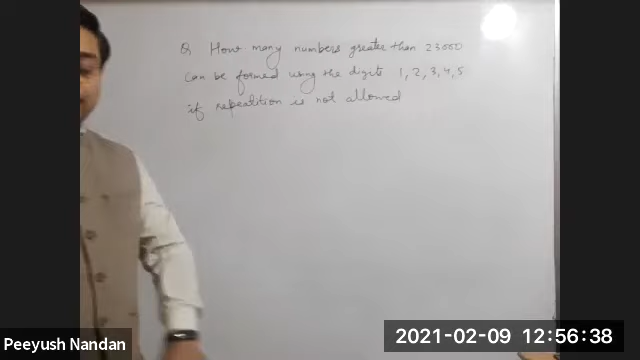 Q How many numbers greater than 23000
can be formed using the digits 1, 2, 3, 4, 5
if repeatition is not allowed
Peeyush Nandan
2021-02-09 12:56:38